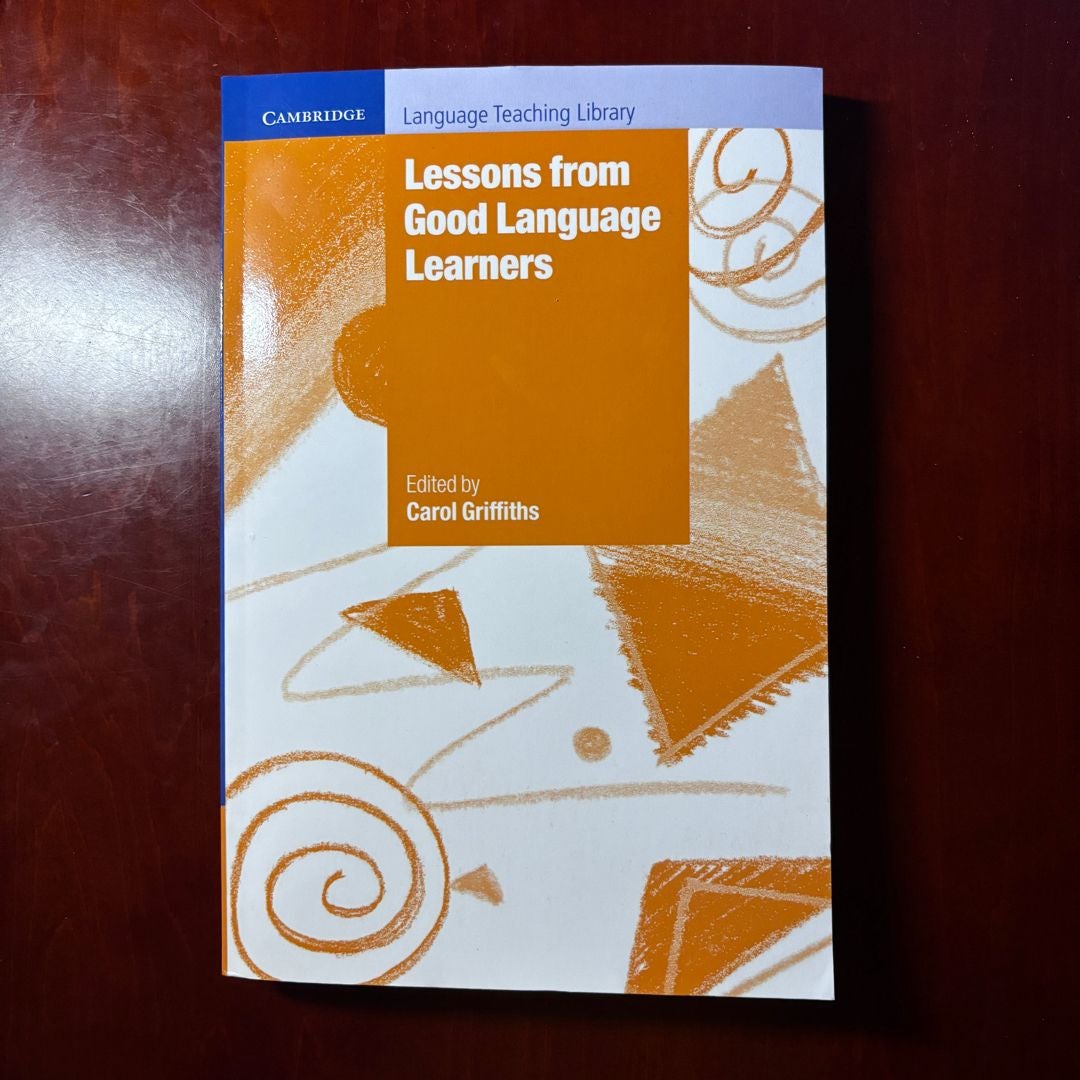 CAMBRIDGE
Language Teaching Library
Lessons from
Good Language
Learners
Edited by
Carol Griffiths